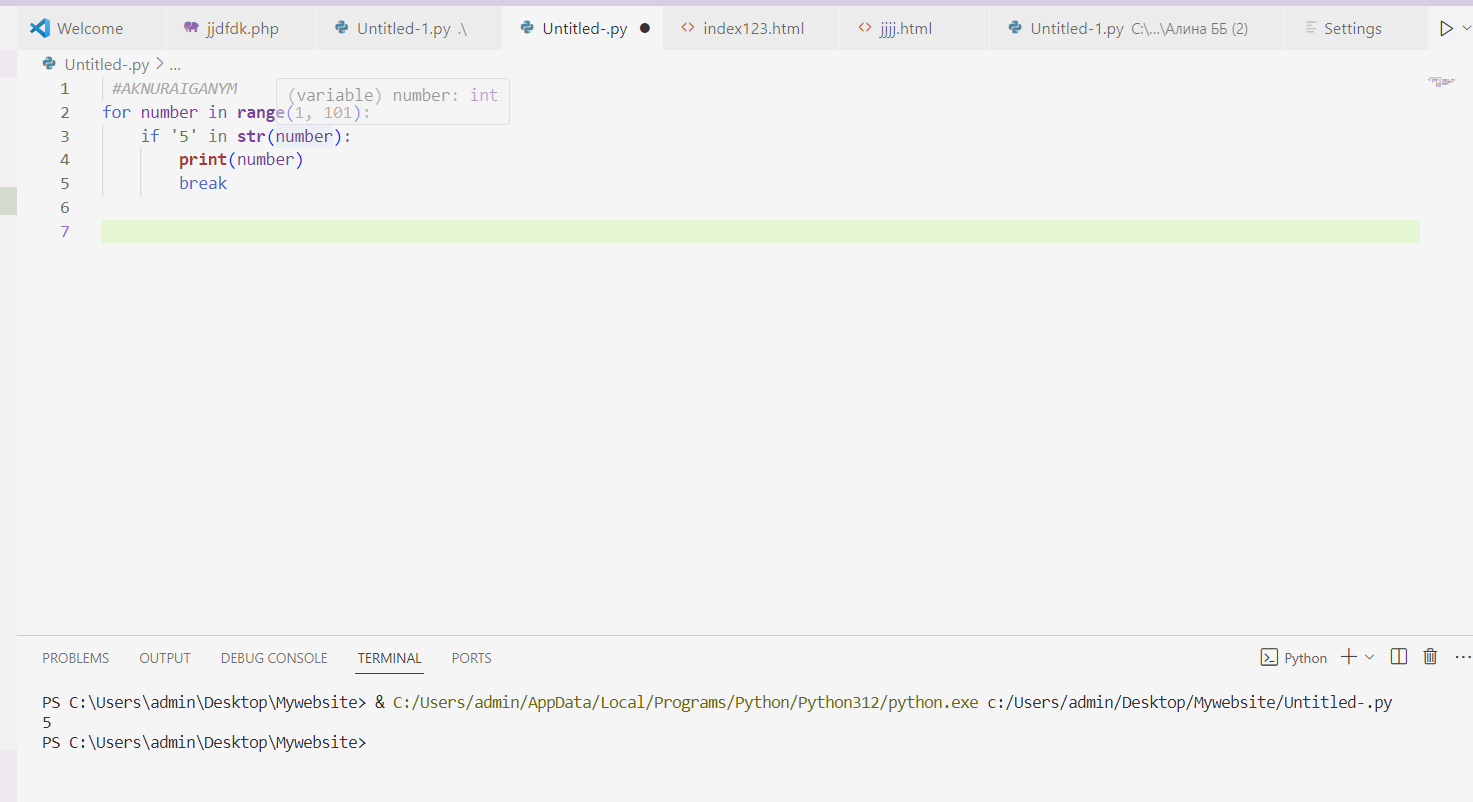 Welcome jjdfdk.php Untitled-1.py .\ Untitled-.py index123.html jjjj.html Untitled-1.py C:\...\Алина ББ (2) Settings
Untitled-.py > ...
1 #AKNURAIGANYM
(variable) number: int
2 for number in range(1, 101):
3 if '5' in str(number):
4 print(number)
5 break
6
7
PROBLEMS OUTPUT DEBUG CONSOLE TERMINAL PORTS Python
PS C:\Users\admin\Desktop\Mywebsite> & C:/Users/admin/AppData/Local/Programs/Python/Python312/python.exe c:/Users/admin/Desktop/Mywebsite/Untitled-.py
5
PS C:\Users\admin\Desktop\Mywebsite>